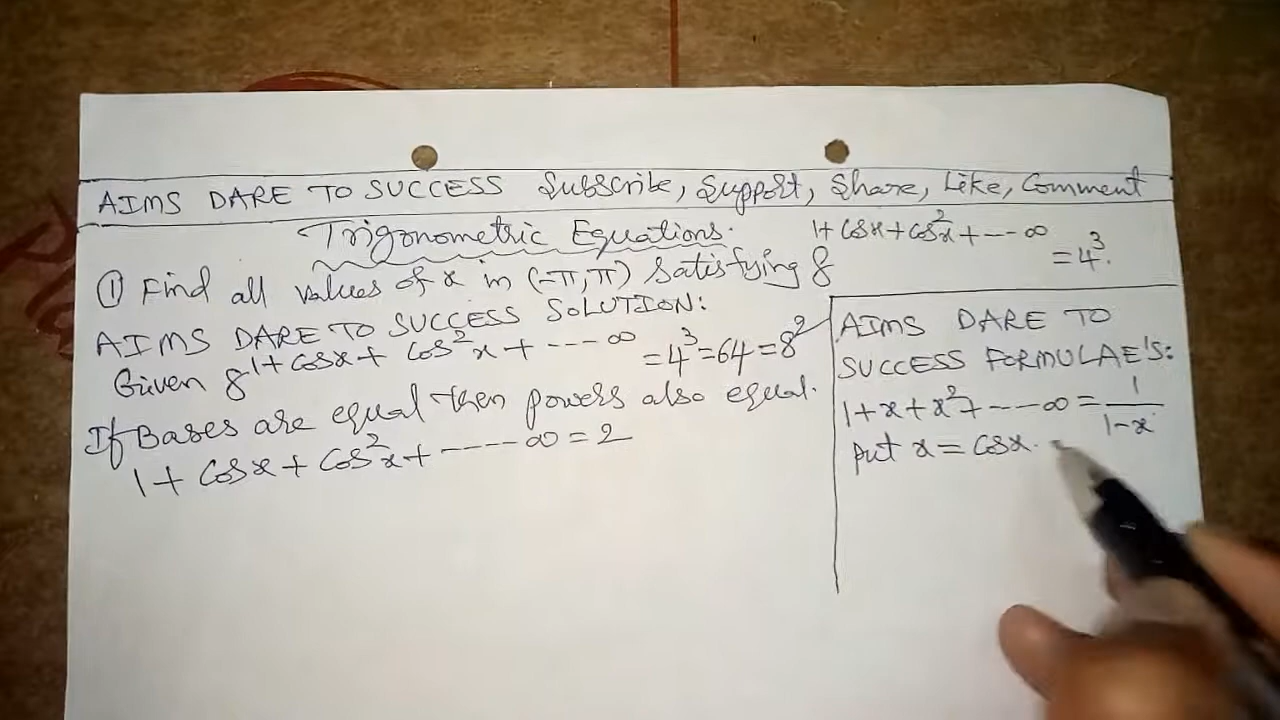 AIMS DARE TO SUCCESS Subscribe, Support, Share, Like, Comment
Trigonometric Equations.
① Find all values of x in (-π, π) satisfying 8^(1+cosx+cos²x+-----∞) = 4³.
AIMS DARE TO SUCCESS SOLUTION:
Given 8^(1+cosx+cos²x+-----∞) = 4³ = 64 = 8²
If Bases are equal then powers also equal.
1 + cosx + cos²x + ------∞ = 2
AIMS DARE TO
SUCCESS FORMULAE'S:
1+x+x²+-----∞ = 1/(1-x)
put x = cosx.